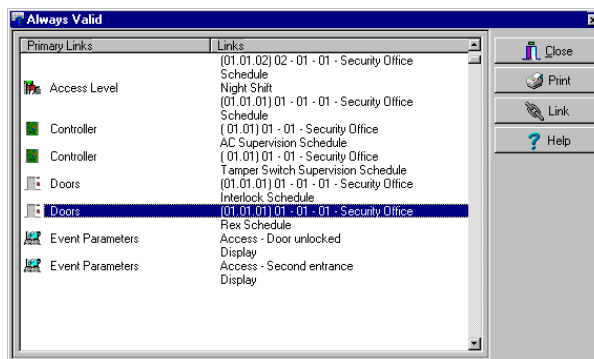 Always Valid
Primary Links Links
(01.01.02) 02 - 01 - 01 - Security Office
Schedule
Access Level Night Shift
(01.01.01) 01 - 01 - 01 - Security Office
Schedule
Controller ( 01.01) 01 - 01 - Security Office
AC Supervision Schedule
Controller ( 01.01) 01 - 01 - Security Office
Tamper Switch Supervision Schedule
Doors (01.01.01) 01 - 01 - 01 - Security Office
Interlock Schedule
Doors (01.01.01) 01 - 01 - 01 - Security Office
Rex Schedule
Event Parameters Access - Door unlocked
Display
Event Parameters Access - Second entrance
Display
Close
Print
Link
Help